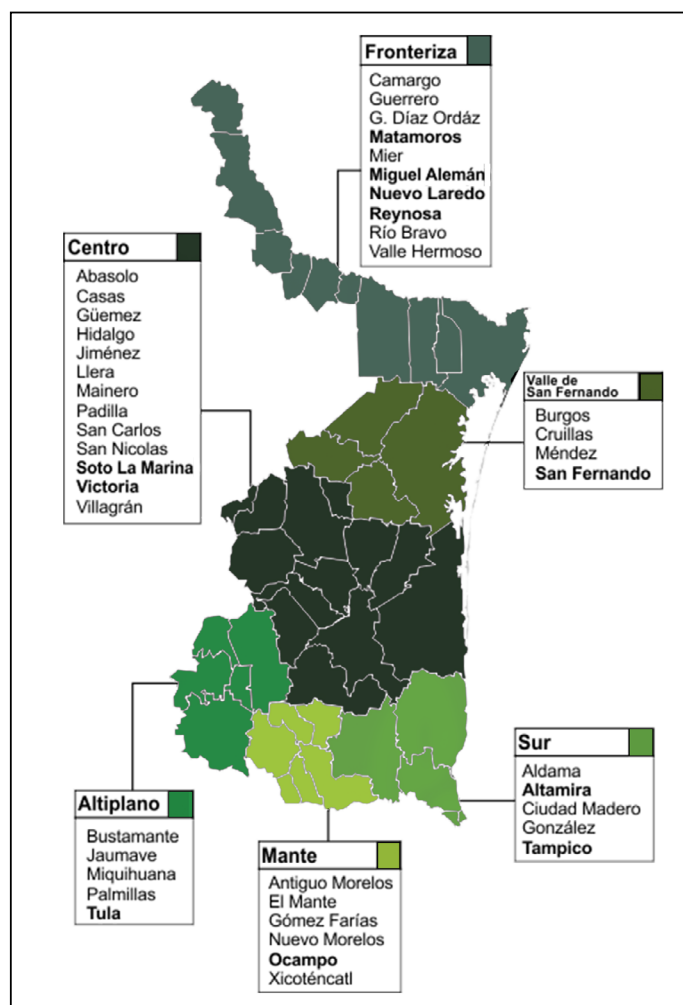 Fronteriza
Camargo
Guerrero
G. Díaz Ordáz
Matamoros
Mier
Miguel Alemán
Nuevo Laredo
Reynosa
Río Bravo
Valle Hermoso
Centro
Abasolo
Casas
Güemez
Hidalgo
Jiménez
Llera
Mainero
Padilla
San Carlos
San Nicolas
Soto La Marina
Victoria
Villagrán
Valle de
San Fernando
Burgos
Cruillas
Méndez
San Fernando
Altiplano
Bustamante
Jaumave
Miquihuana
Palmillas
Tula
Mante
Antiguo Morelos
El Mante
Gómez Farías
Nuevo Morelos
Ocampo
Xicoténcatl
Sur
Aldama
Altamira
Ciudad Madero
González
Tampico